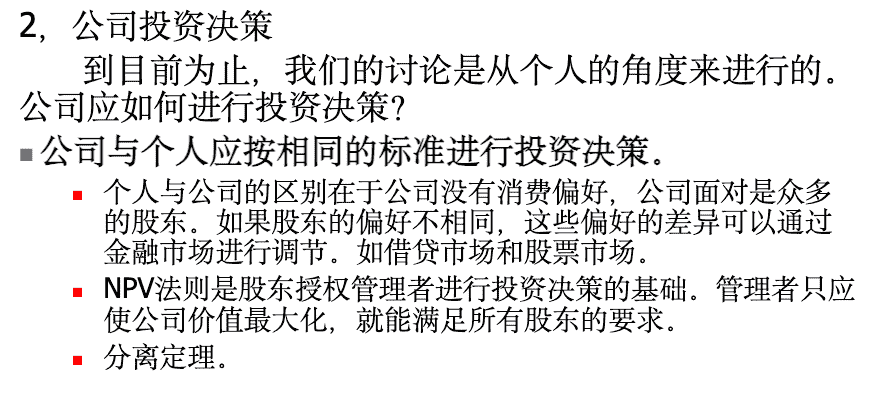 2，公司投资决策
到目前为止，我们的讨论是从个人的角度来进行的。
公司应如何进行投资决策？
公司与个人应按相同的标准进行投资决策。
个人与公司的区别在于公司没有消费偏好，公司面对是众多
的股东。如果股东的偏好不相同，这些偏好的差异可以通过
金融市场进行调节。如借贷市场和股票市场。
NPV法则是股东授权管理者进行投资决策的基础。管理者只应
使公司价值最大化，就能满足所有股东的要求。
分离定理。